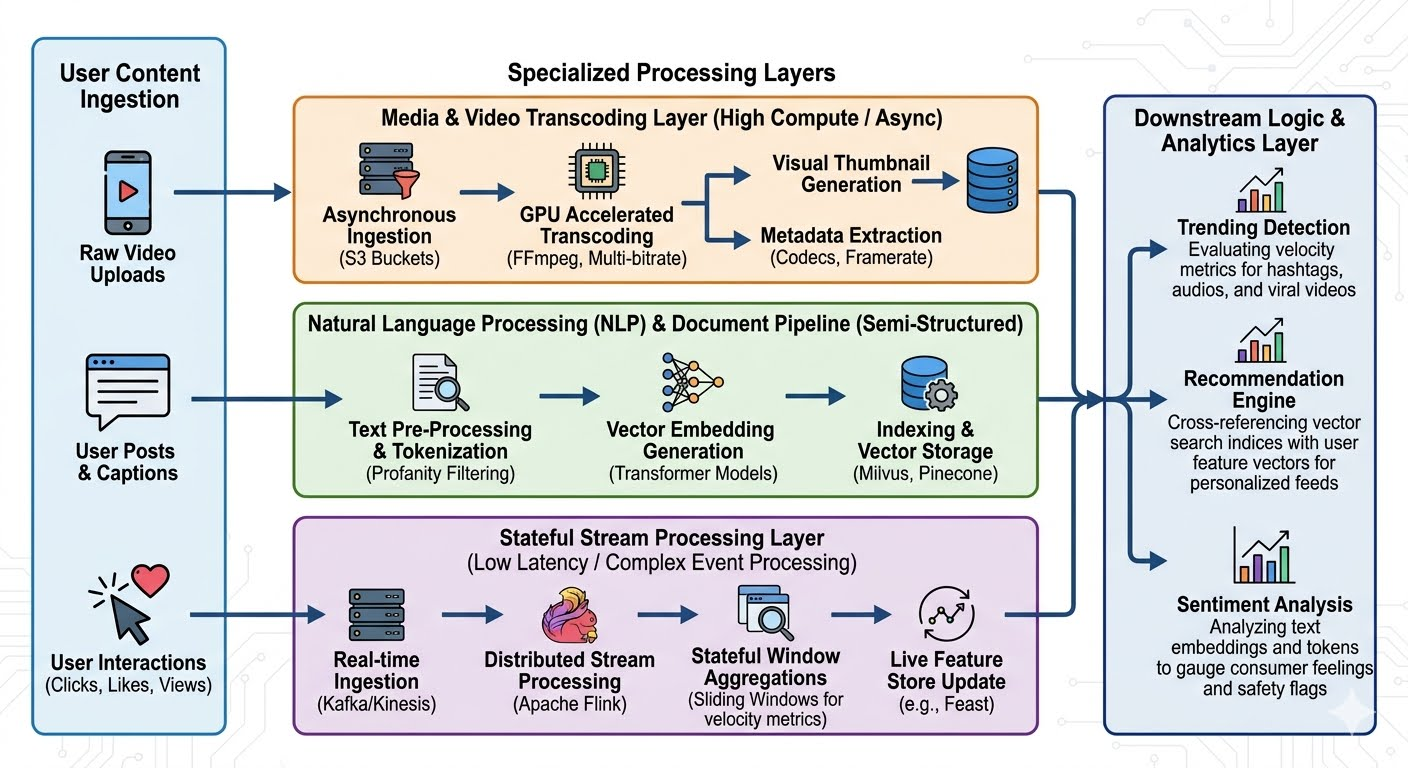 User Content
Ingestion
Raw Video
Uploads
User Posts
& Captions
User Interactions
(Clicks, Likes, Views)
Specialized Processing Layers
Media & Video Transcoding Layer (High Compute / Async)
Asynchronous
Ingestion
(S3 Buckets)
GPU Accelerated
Transcoding
(FFmpeg, Multi-bitrate)
Visual Thumbnail
Generation
Metadata Extraction
(Codecs, Framerate)
Natural Language Processing (NLP) & Document Pipeline (Semi-Structured)
Text Pre-Processing
& Tokenization
(Profanity Filtering)
Vector Embedding
Generation
(Transformer Models)
Indexing &
Vector Storage
(Milvus, Pinecone)
Stateful Stream Processing Layer
(Low Latency / Complex Event Processing)
Real-time
Ingestion
(Kafka/Kinesis)
Distributed Stream
Processing
(Apache Flink)
Stateful Window
Aggregations
(Sliding Windows for
velocity metrics)
Live Feature
Store Update
(e.g., Feast)
Downstream Logic &
Analytics Layer
Trending Detection
Evaluating velocity
metrics for hashtags,
audios, and viral videos
Recommendation
Engine
Cross-referencing vector
search indices with user
feature vectors for
personalized feeds
Sentiment Analysis
Analyzing text
embeddings and tokens
to gauge consumer feelings
and safety flags